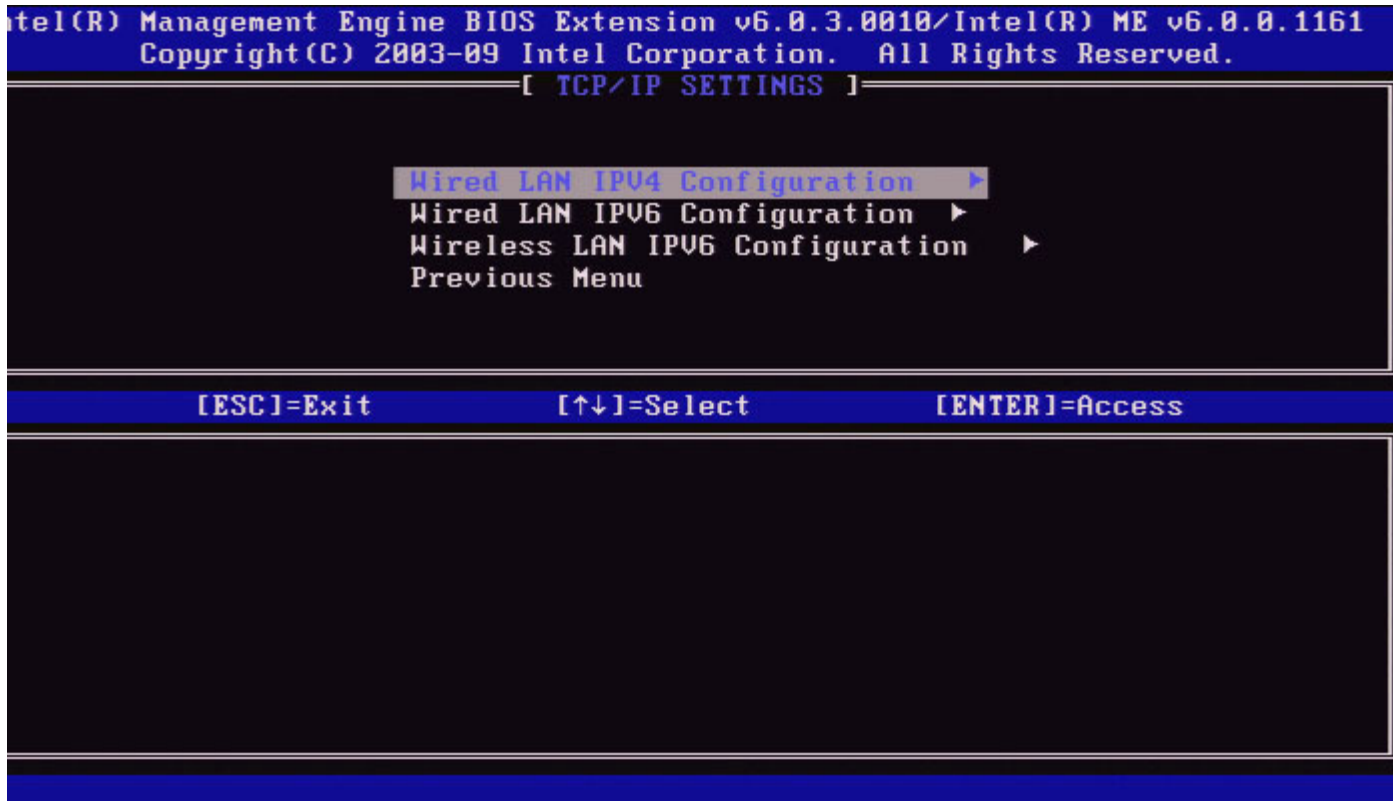 ntel(R) Management Engine BIOS Extension v6.0.3.0010/Intel(R) ME v6.0.0.1161
Copyright(C) 2003-09 Intel Corporation. All Rights Reserved.
[ TCP/IP SETTINGS ]
Wired LAN IPV4 Configuration ►
Wired LAN IPV6 Configuration ►
Wireless LAN IPV6 Configuration ►
Previous Menu
[ESC]=Exit [↑↓]=Select [ENTER]=Access